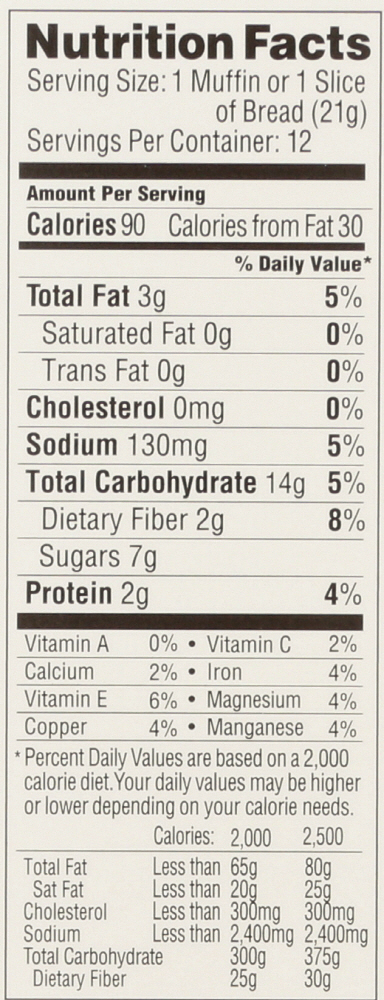 Nutrition Facts
Serving Size: 1 Muffin or 1 Slice
of Bread (21g)
Servings Per Container: 12
Amount Per Serving
Calories 90 Calories from Fat 30
% Daily Value*
Total Fat 3g 5%
Saturated Fat 0g 0%
Trans Fat 0g 0%
Cholesterol 0mg 0%
Sodium 130mg 5%
Total Carbohydrate 14g 5%
Dietary Fiber 2g 8%
Sugars 7g
Protein 2g 4%
Vitamin A 0% • Vitamin C 2%
Calcium 2% • Iron 4%
Vitamin E 6% • Magnesium 4%
Copper 4% • Manganese 4%
* Percent Daily Values are based on a 2,000
calorie diet.Your daily values may be higher
or lower depending on your calorie needs.
Calories: 2,000 2,500
Total Fat Less than 65g 80g
Sat Fat Less than 20g 25g
Cholesterol Less than 300mg 300mg
Sodium Less than 2,400mg 2,400mg
Total Carbohydrate 300g 375g
Dietary Fiber 25g 30g